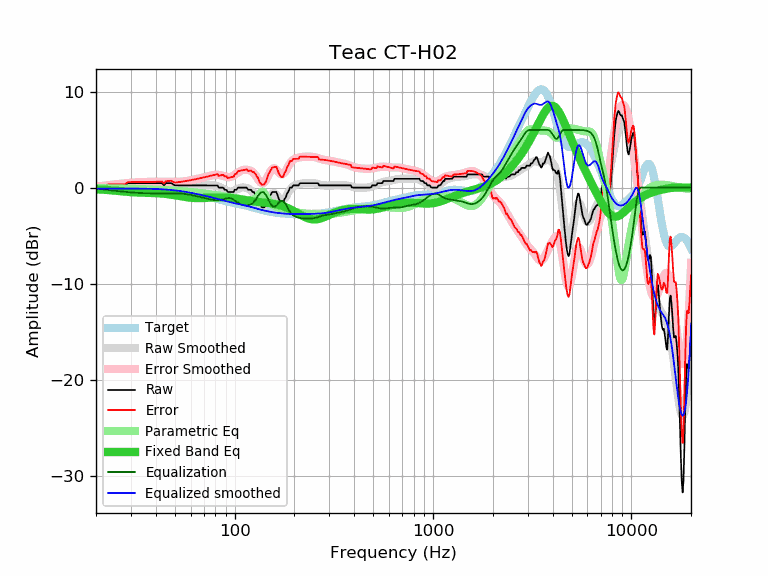 Teac CT-H02
Amplitude (dBr)
10
0
−10
−20
−30
Target
Raw Smoothed
Error Smoothed
Raw
Error
Parametric Eq
Fixed Band Eq
Equalization
Equalized smoothed
100
1000
10000
Frequency (Hz)